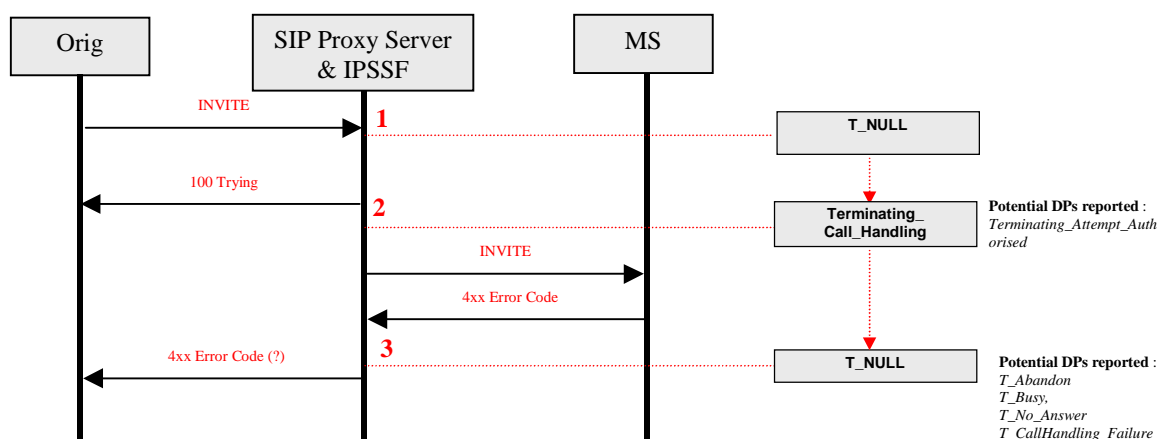 Orig
SIP Proxy Server
& IPSSF
MS
INVITE
1
T_NULL
100 Trying
2
Terminating_
Call_Handling
Potential DPs reported :
Terminating_Attempt_Auth
orised
INVITE
4xx Error Code
4xx Error Code (?)
3
T_NULL
Potential DPs reported :
T_Abandon
T_Busy,
T_No_Answer
T_CallHandling_Failure